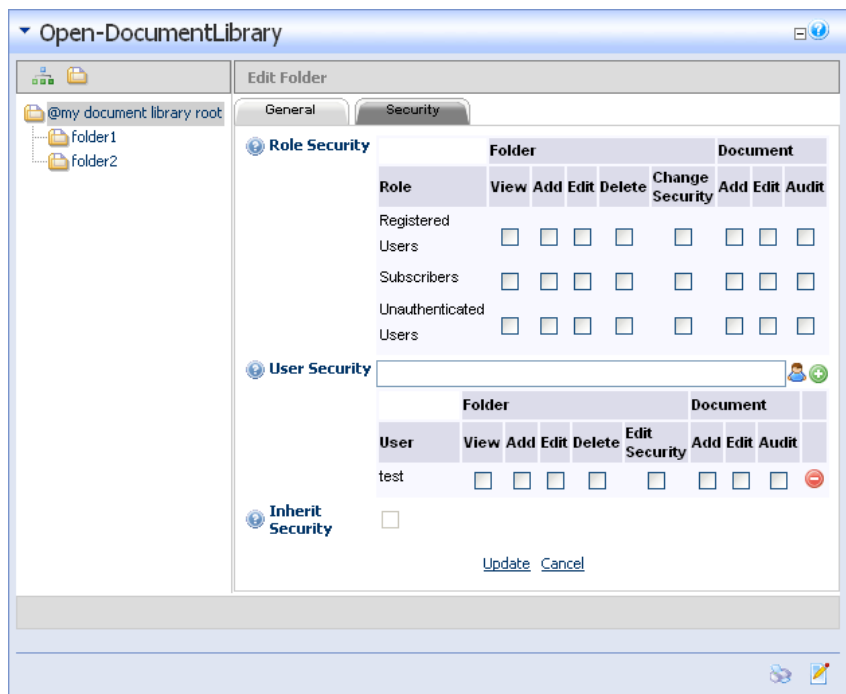 Open-DocumentLibrary
Edit Folder
@my document library root
folder1
folder2
General Security
Role Security
Folder Document
Role View Add Edit Delete Change Security Add Edit Audit
Registered Users
Subscribers
Unauthenticated Users
User Security
Folder Document
User View Add Edit Delete Edit Security Add Edit Audit
test
Inherit Security
Update Cancel